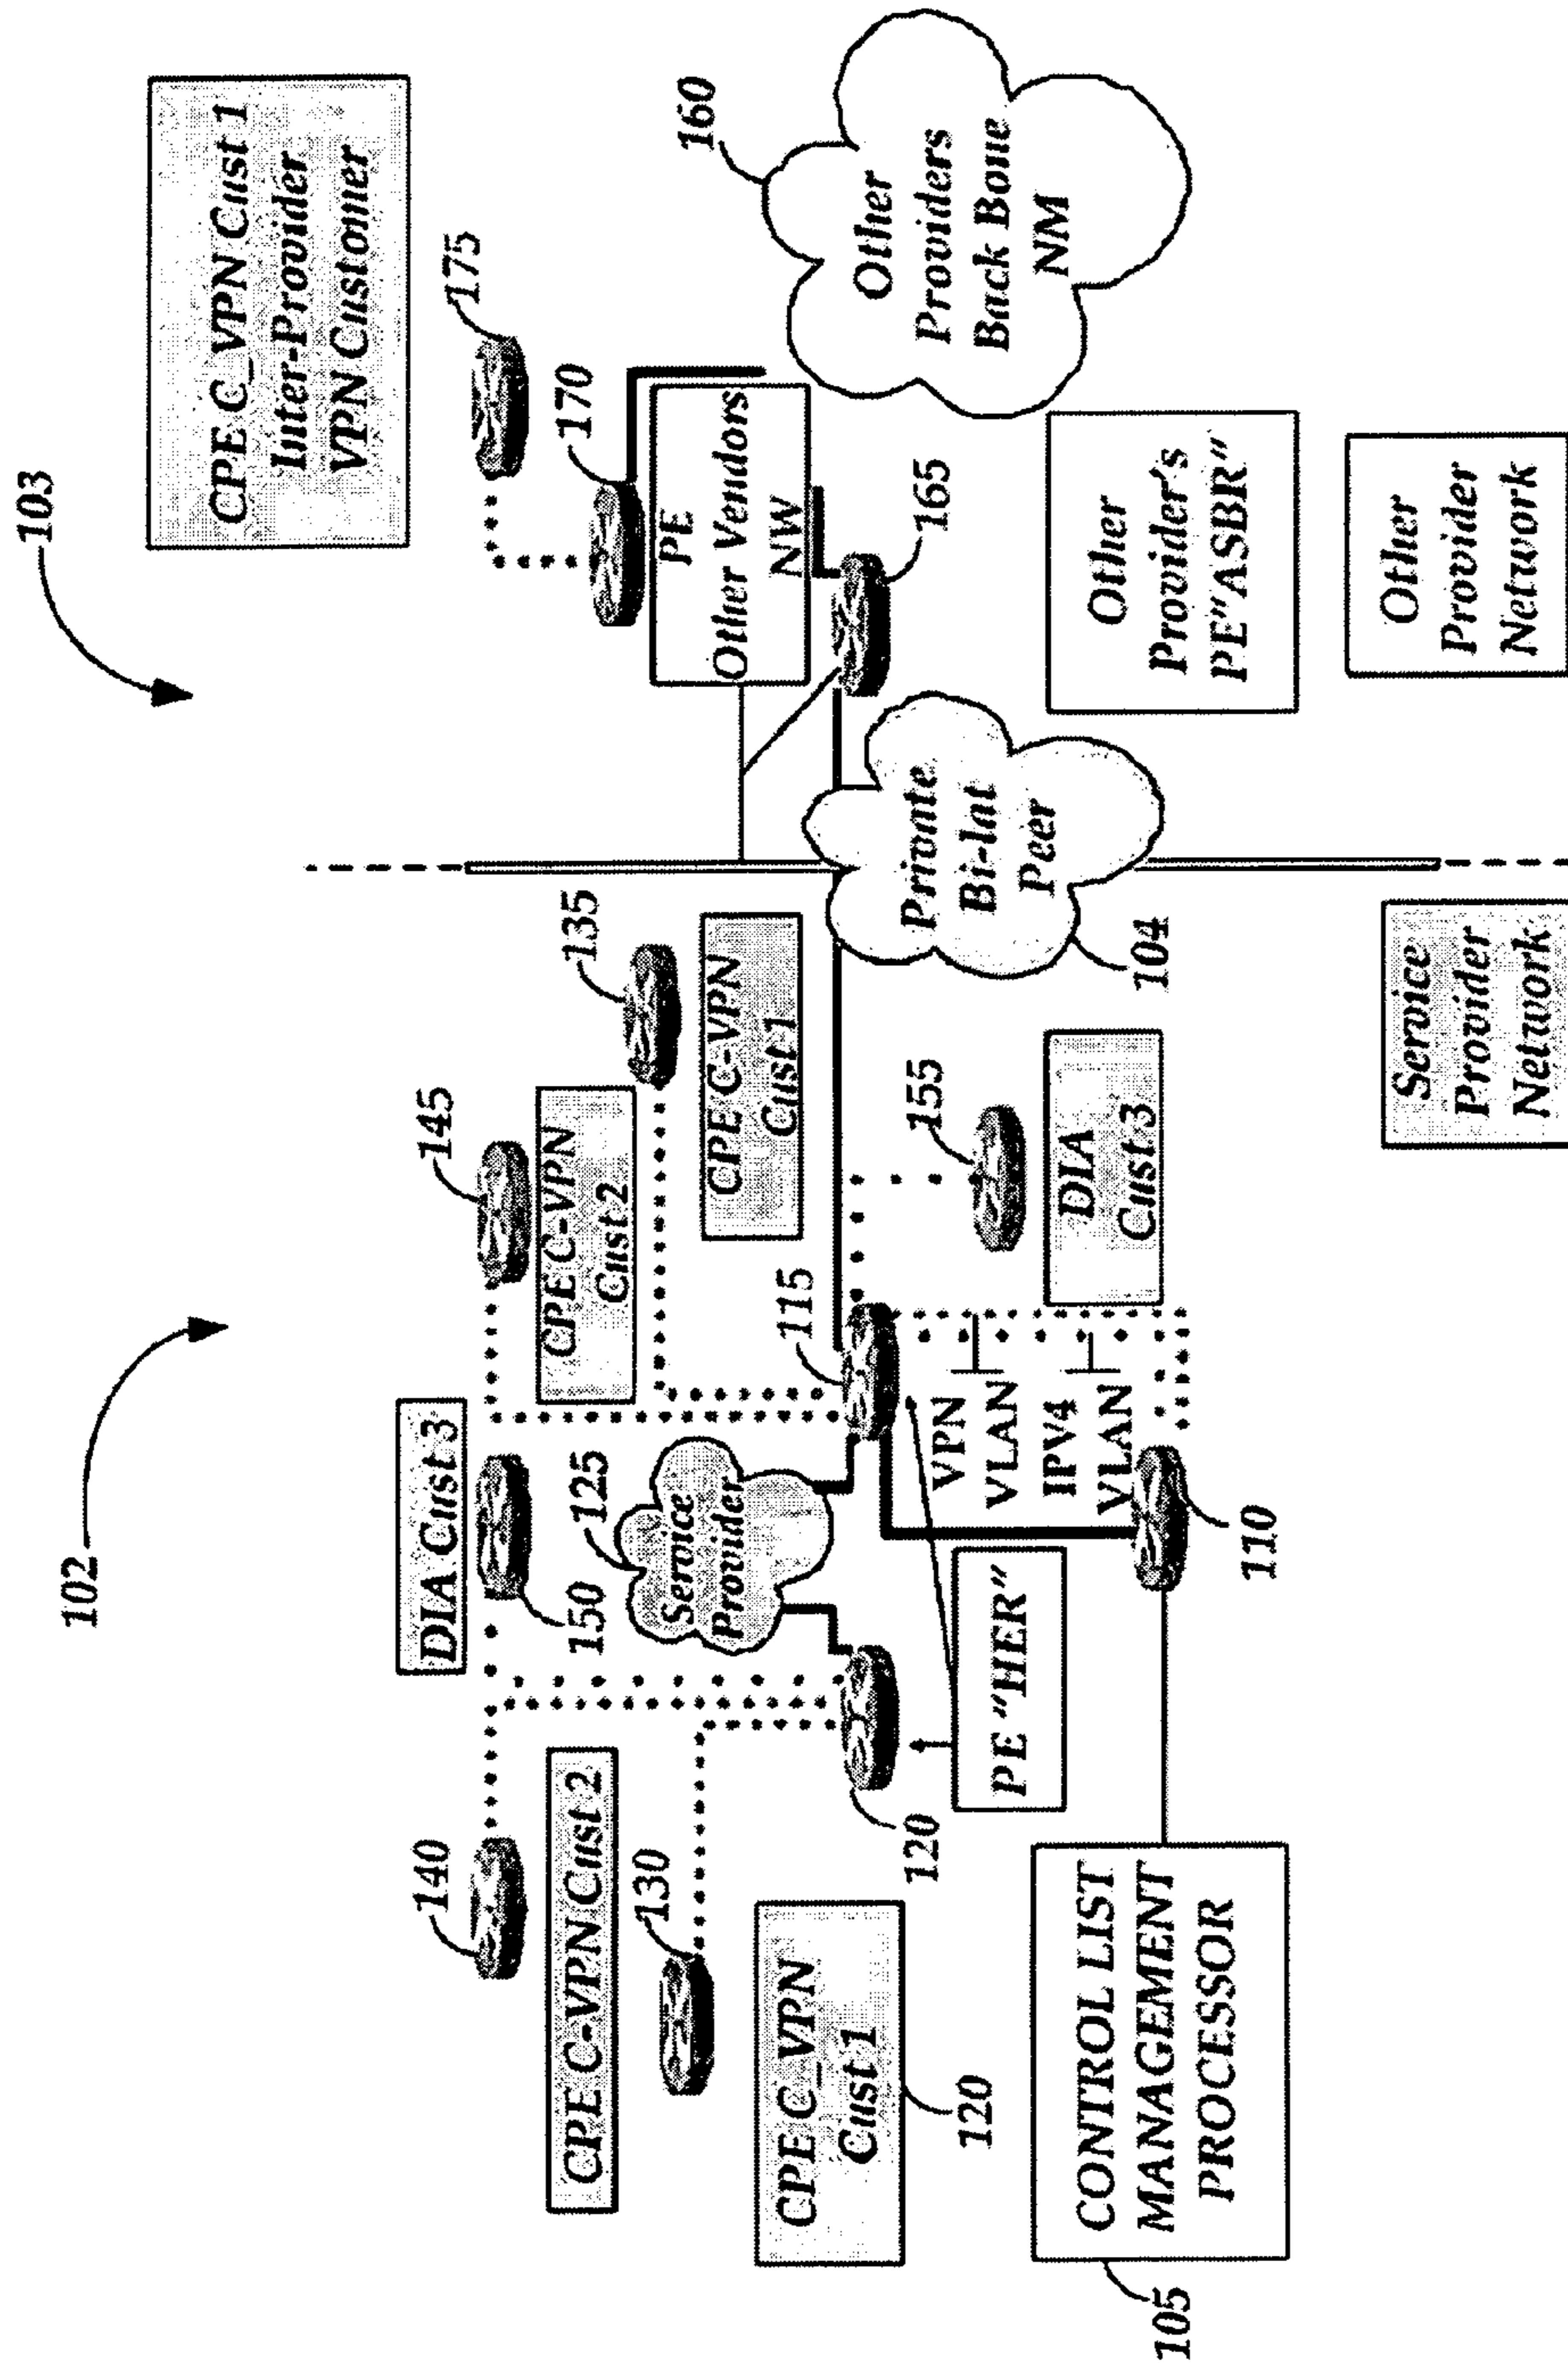 102
103
DIA Cust 3
145
135
CPE C_VPN Cust 1
Inter-Provider
VPN Customer
140
150
125
CPE C-VPN
Cust 2
175
CPE C-VPN Cust 2
130
Service
Provider
CPE C-VPN
Cust 1
170
PE
Other Vendors
NW
160
Other
Providers
Back Bone
NM
CPE C_VPN
Cust 1
120
120
115
155
Private
Bi-lat
Peer
165
PE "HER"
VPN
VLAN
IPV4
VLAN
DIA
Cust 3
104
Other
Provider's
PE"ASBR"
CONTROL LIST
MANAGEMENT
PROCESSOR
105
110
Service
Provider
Network
Other
Provider
Network